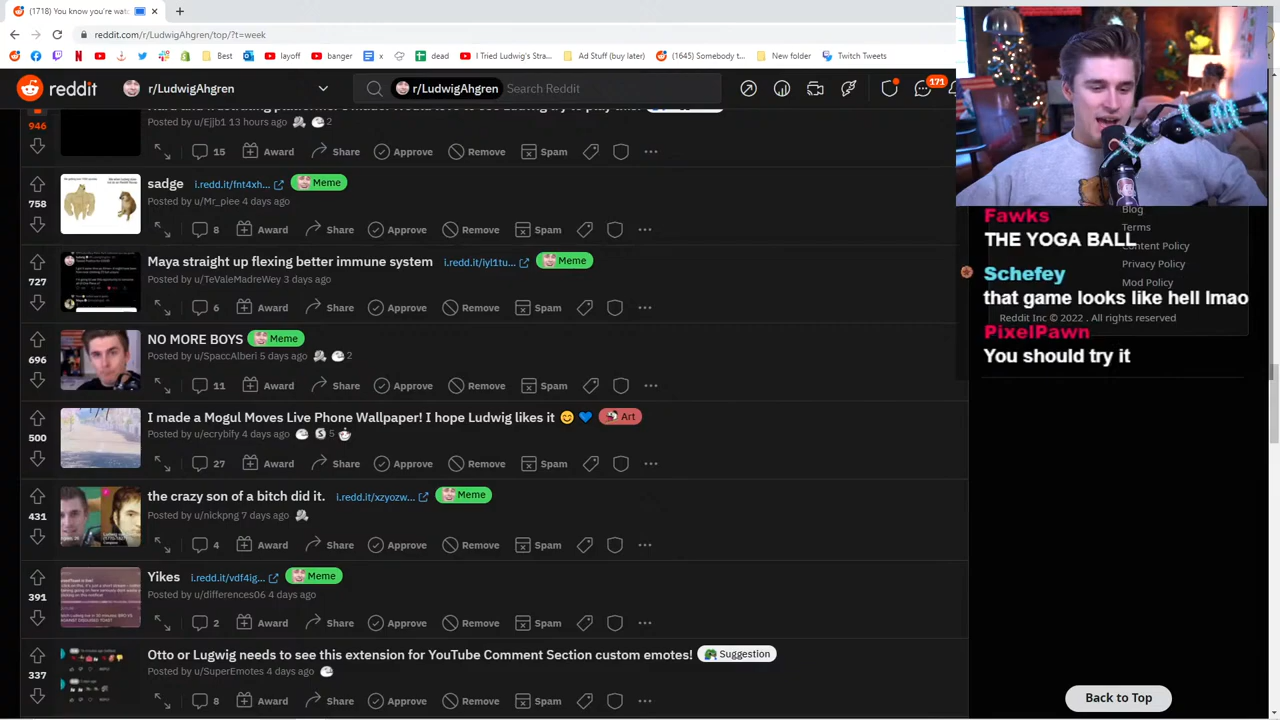 (1718) You know you're wat
reddit.com/r/LudwigAhgren/top/?t=week
Best
layoff
banger
x
dead
I Tried Ludwig's Stra...
Ad Stuff (buy later)
(1645) Somebody t...
New folder
Twitch Tweets
reddit
r/LudwigAhgren
r/LudwigAhgren
Search Reddit
171
946
Posted by u/Ejjb1 13 hours ago
2
15 Award Share Approve Remove Spam
758
sadge i.redd.it/fnt4xh... Meme
Posted by u/Mr_piee 4 days ago
8 Award Share Approve Remove Spam
727
Maya straight up flexing better immune system i.redd.it/iyl1tu... Meme
Posted by u/TeValeMadreWey 2 days ago
6 Award Share Approve Remove Spam
696
NO MORE BOYS Meme
Posted by u/SpaccAlberi 5 days ago
2
11 Award Share Approve Remove Spam
500
I made a Mogul Moves Live Phone Wallpaper! I hope Ludwig likes it 😊 💙 Art
Posted by u/ecryblfy 4 days ago
5
27 Award Share Approve Remove Spam
431
the crazy son of a bitch did it. i.redd.it/xzyozw... Meme
Posted by u/nickpng 7 days ago
4 Award Share Approve Remove Spam
391
Yikes i.redd.it/vdf4ig... Meme
Posted by u/differences06 4 days ago
2 Award Share Approve Remove Spam
337
Otto or Lugwig needs to see this extension for YouTube Comment Section custom emotes! Suggestion
Posted by u/SuperEmotes 4 days ago
8 Award Share Approve Remove Spam
Blog
Terms
Content Policy
Privacy Policy
Mod Policy
Reddit Inc © 2022 . All rights reserved
Fawks
THE YOGA BALL
Schefey
that game looks like hell lmao
PixelPawn
You should try it
Back to Top